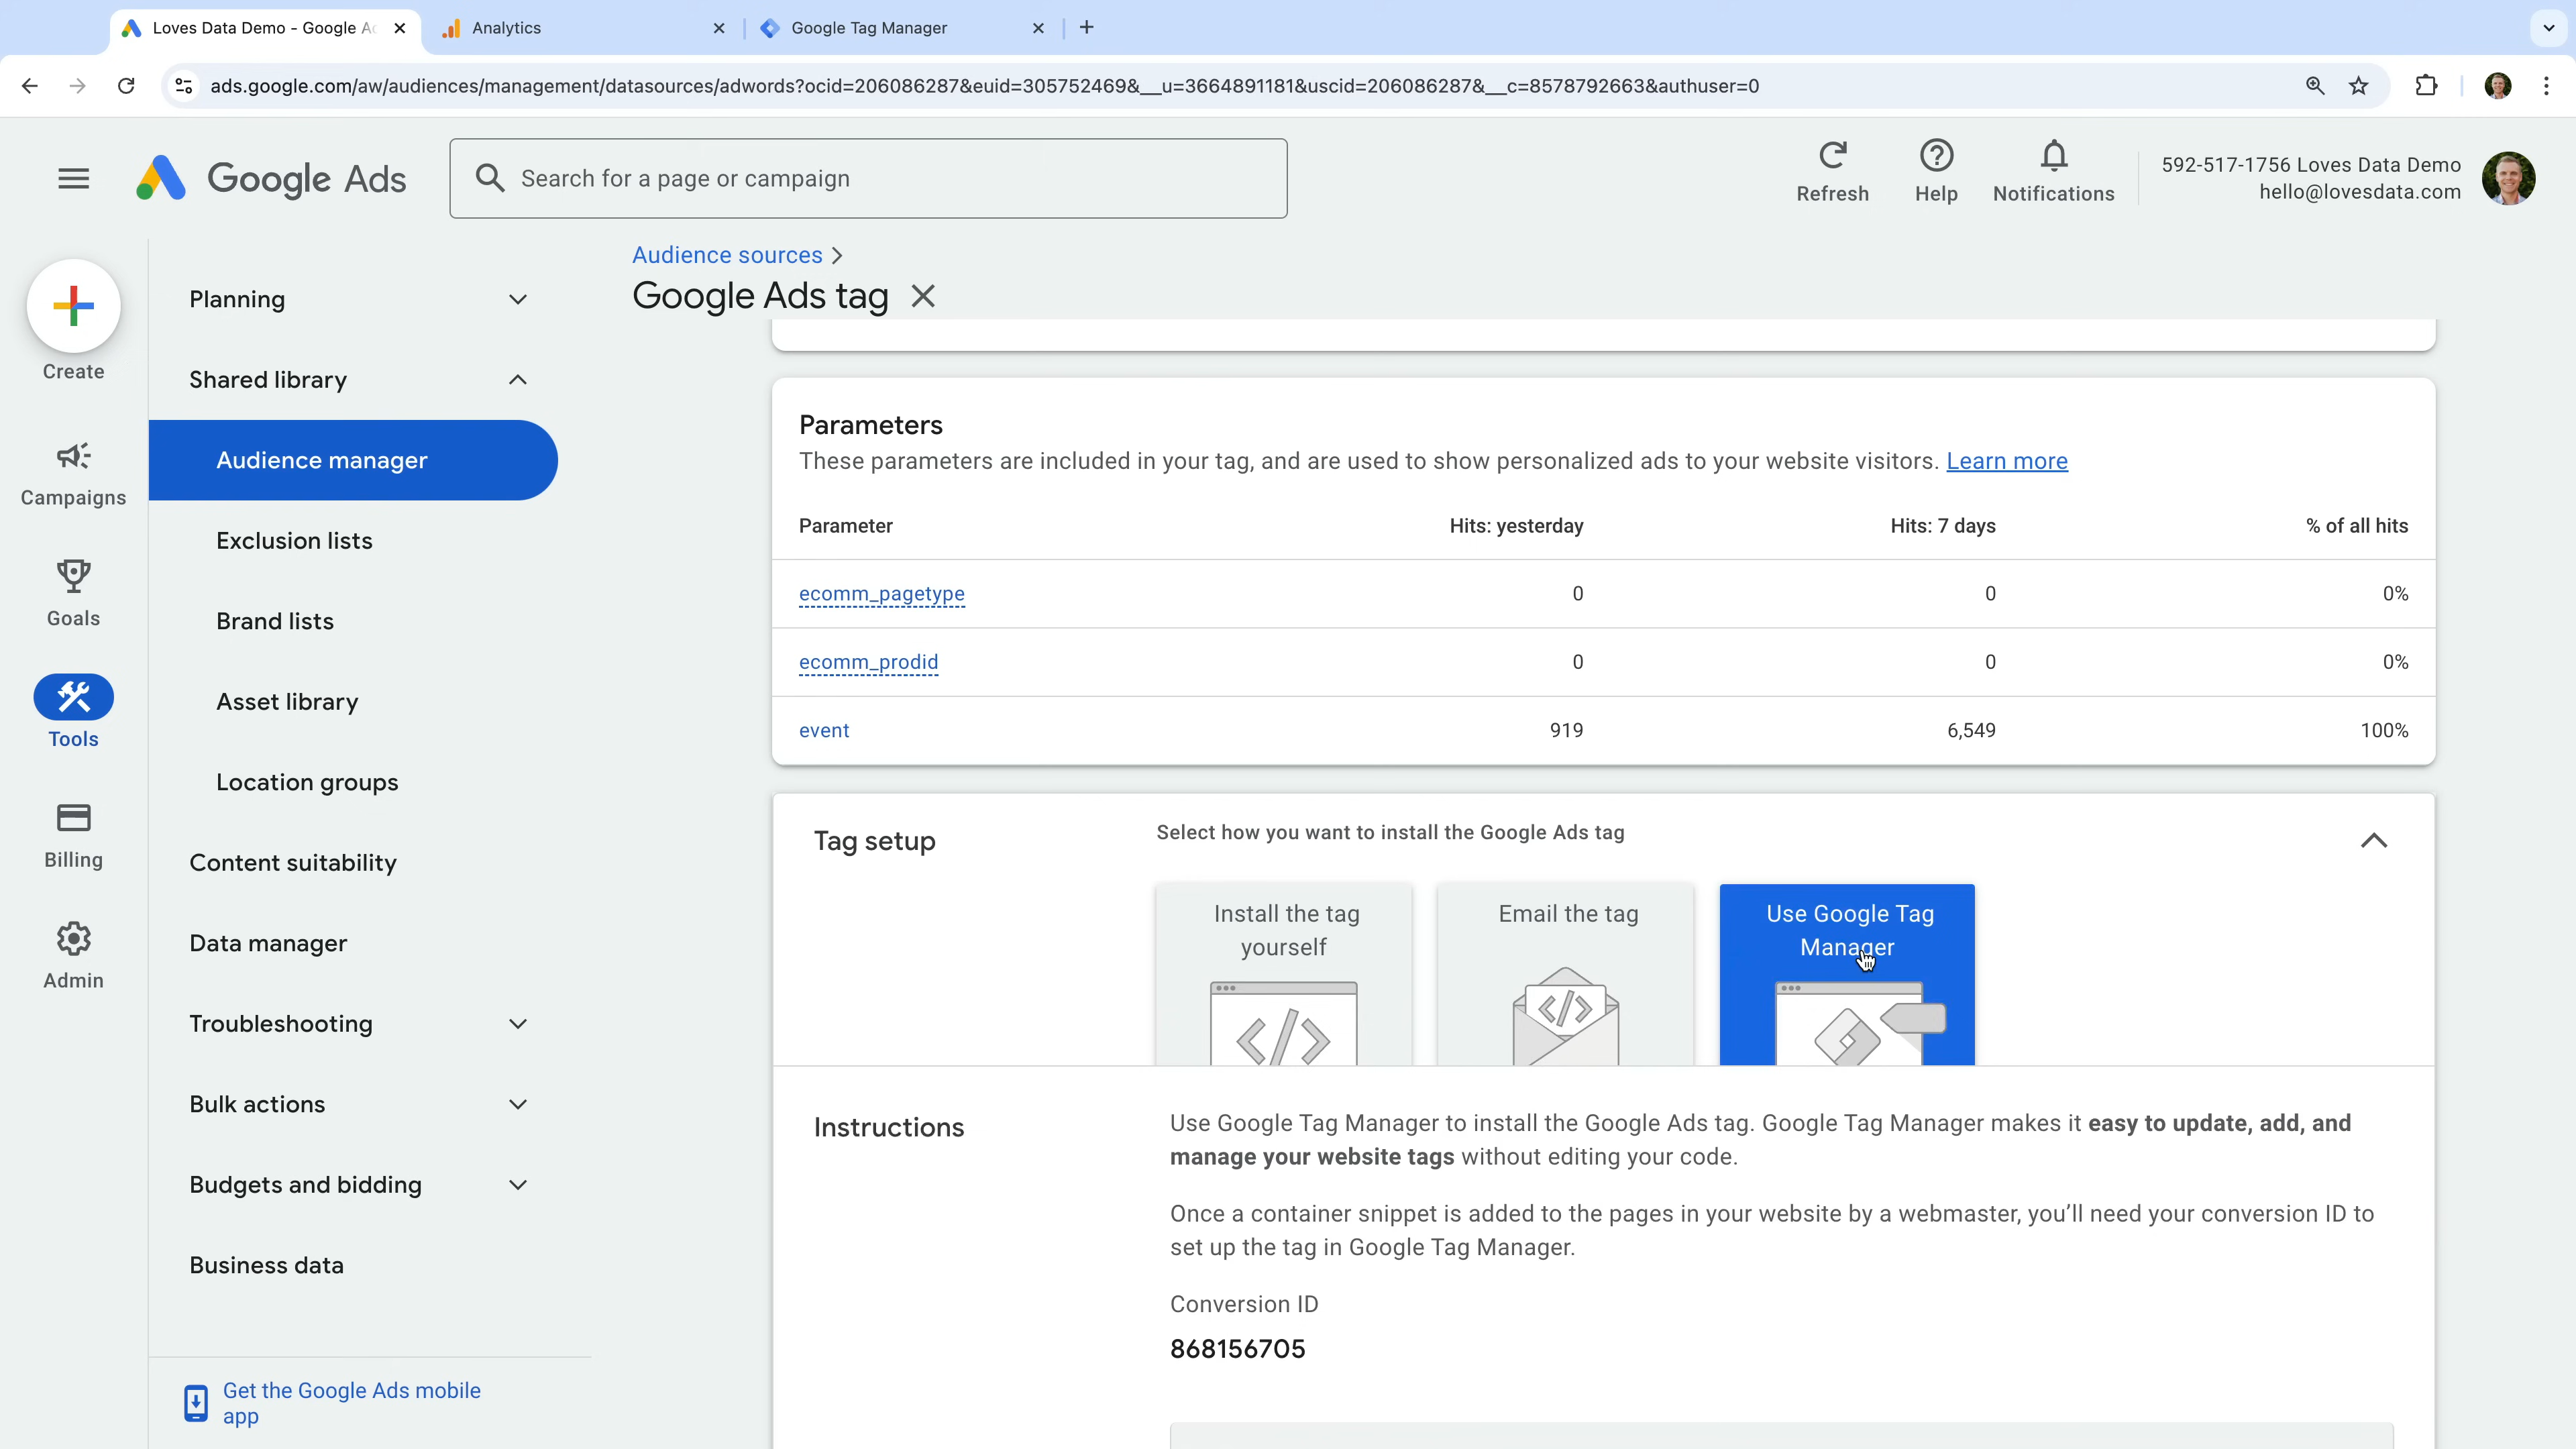 Loves Data Demo - Google Ad
Analytics
Google Tag Manager
ads.google.com/aw/audiences/management/datasources/adwords?ocid=206086287&euid=305752469&__u=3664891181&uscid=206086287&__c=8578792663&authuser=0
Google Ads
Search for a page or campaign
Refresh
Help
Notifications
592-517-1756 Loves Data Demo
hello@lovesdata.com
Create
Campaigns
Goals
Tools
Billing
Admin
Planning
Shared library
Audience manager
Exclusion lists
Brand lists
Asset library
Location groups
Content suitability
Data manager
Troubleshooting
Bulk actions
Budgets and bidding
Business data
Get the Google Ads mobile
app
Audience sources
Google Ads tag
Parameters
These parameters are included in your tag, and are used to show personalized ads to your website visitors. Learn more
Parameter Hits: yesterday Hits: 7 days % of all hits
ecomm_pagetype 0 0 0%
ecomm_prodid 0 0 0%
event 919 6,549 100%
Tag setup
Select how you want to install the Google Ads tag
Install the tag
yourself
Email the tag
Use Google Tag
Manager
Instructions
Use Google Tag Manager to install the Google Ads tag. Google Tag Manager makes it easy to update, add, and
manage your website tags without editing your code.
Once a container snippet is added to the pages in your website by a webmaster, you'll need your conversion ID to
set up the tag in Google Tag Manager.
Conversion ID
868156705